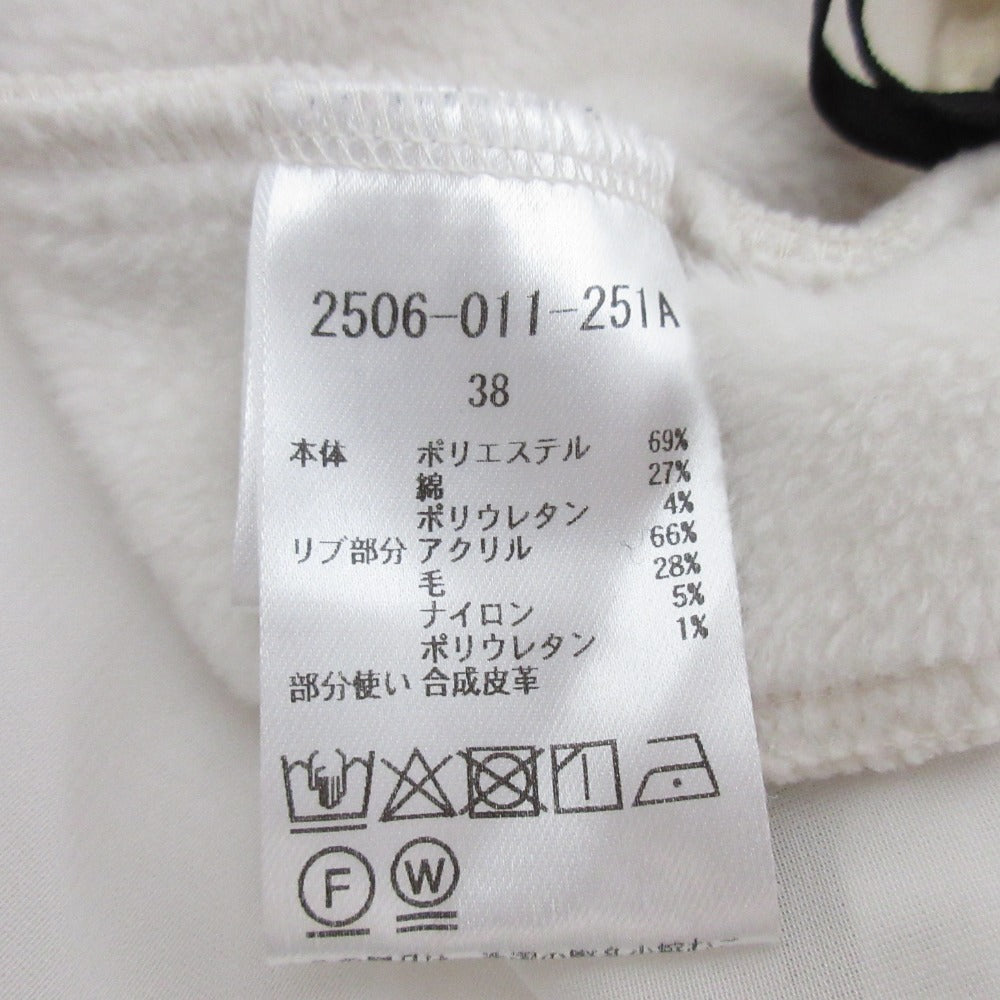 2506-011-251A
38
本体 ポリエステル 69%
綿 27%
ポリウレタン 4%
リブ部分 アクリル 66%
毛 28%
ナイロン 5%
ポリウレタン 1%
部分使い 合成皮革
F W